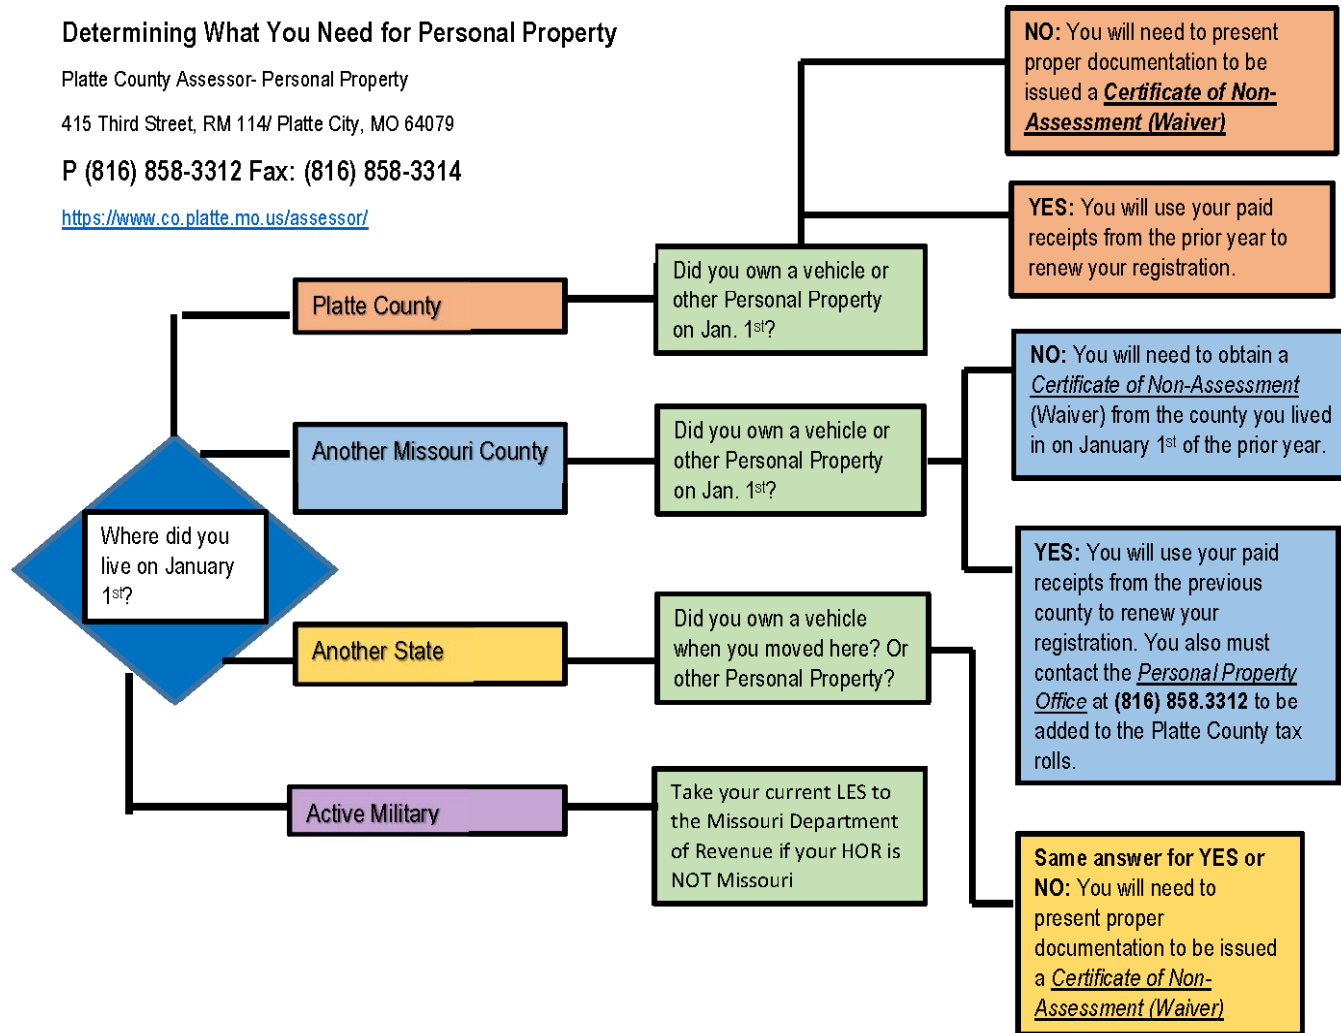 Determining What You Need for Personal Property
Platte County Assessor- Personal Property
415 Third Street, RM 114/ Platte City, MO 64079
P (816) 858-3312 Fax: (816) 858-3314
https://www.co.platte.mo.us/assessor/
Where did you
live on January
1st?
Platte County
Did you own a vehicle or
other Personal Property
on Jan. 1st?
NO: You will need to present
proper documentation to be
issued a Certificate of Non-
Assessment (Waiver)
YES: You will use your paid
receipts from the prior year to
renew your registration.
Another Missouri County
Did you own a vehicle or
other Personal Property
on Jan. 1st?
NO: You will need to obtain a
Certificate of Non-Assessment
(Waiver) from the county you lived
in on January 1st of the prior year.
YES: You will use your paid
receipts from the previous
county to renew your
registration. You also must
contact the Personal Property
Office at (816) 858.3312 to be
added to the Platte County tax
rolls.
Another State
Did you own a vehicle
when you moved here? Or
other Personal Property?
Same answer for YES or
NO: You will need to
present proper
documentation to be issued
a Certificate of Non-
Assessment (Waiver)
Active Military
Take your current LES to
the Missouri Department
of Revenue if your HOR is
NOT Missouri